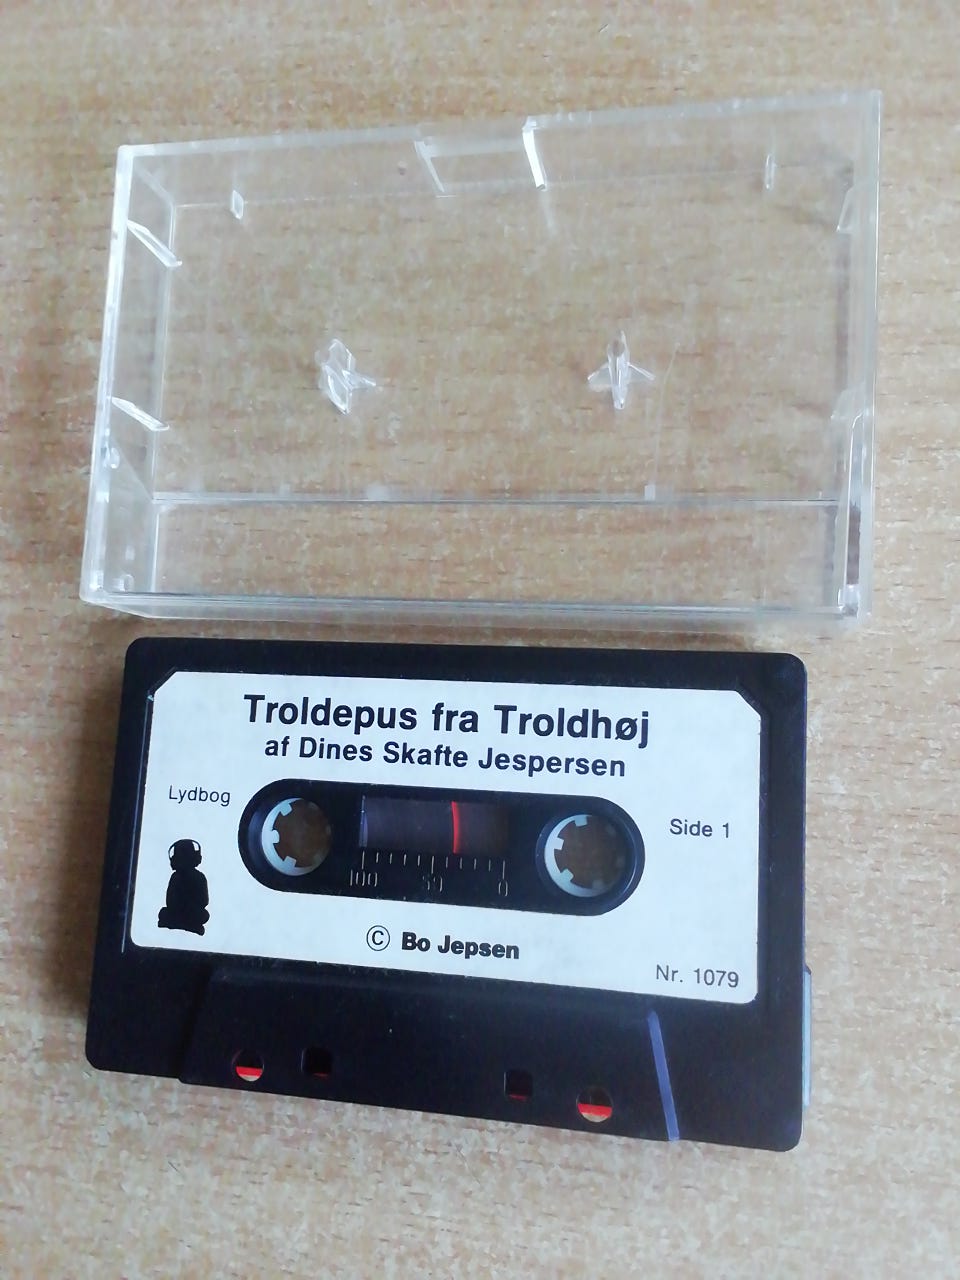 Troldepus fra Troldhøj
af Dines Skafte Jespersen
Lydbog
Side 1
100 50 0
© Bo Jepsen
Nr. 1079